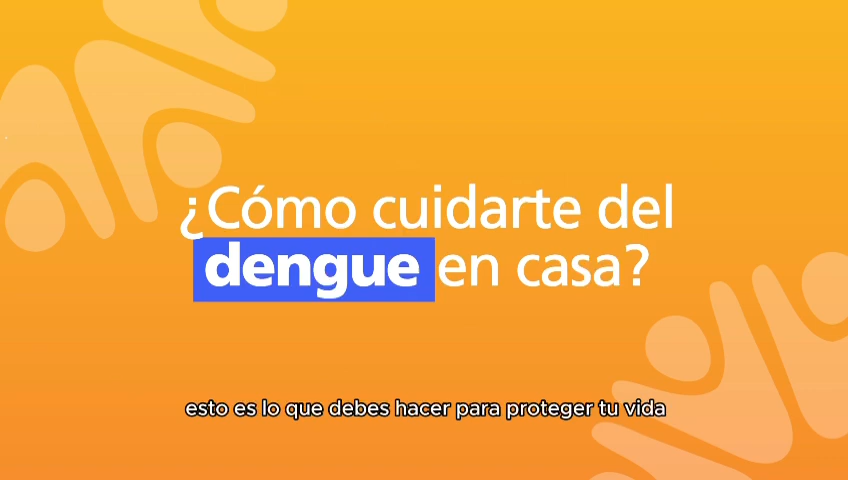 ¿Cómo cuidarte del
dengue en casa?
esto es lo que debes hacer para proteger tu vida